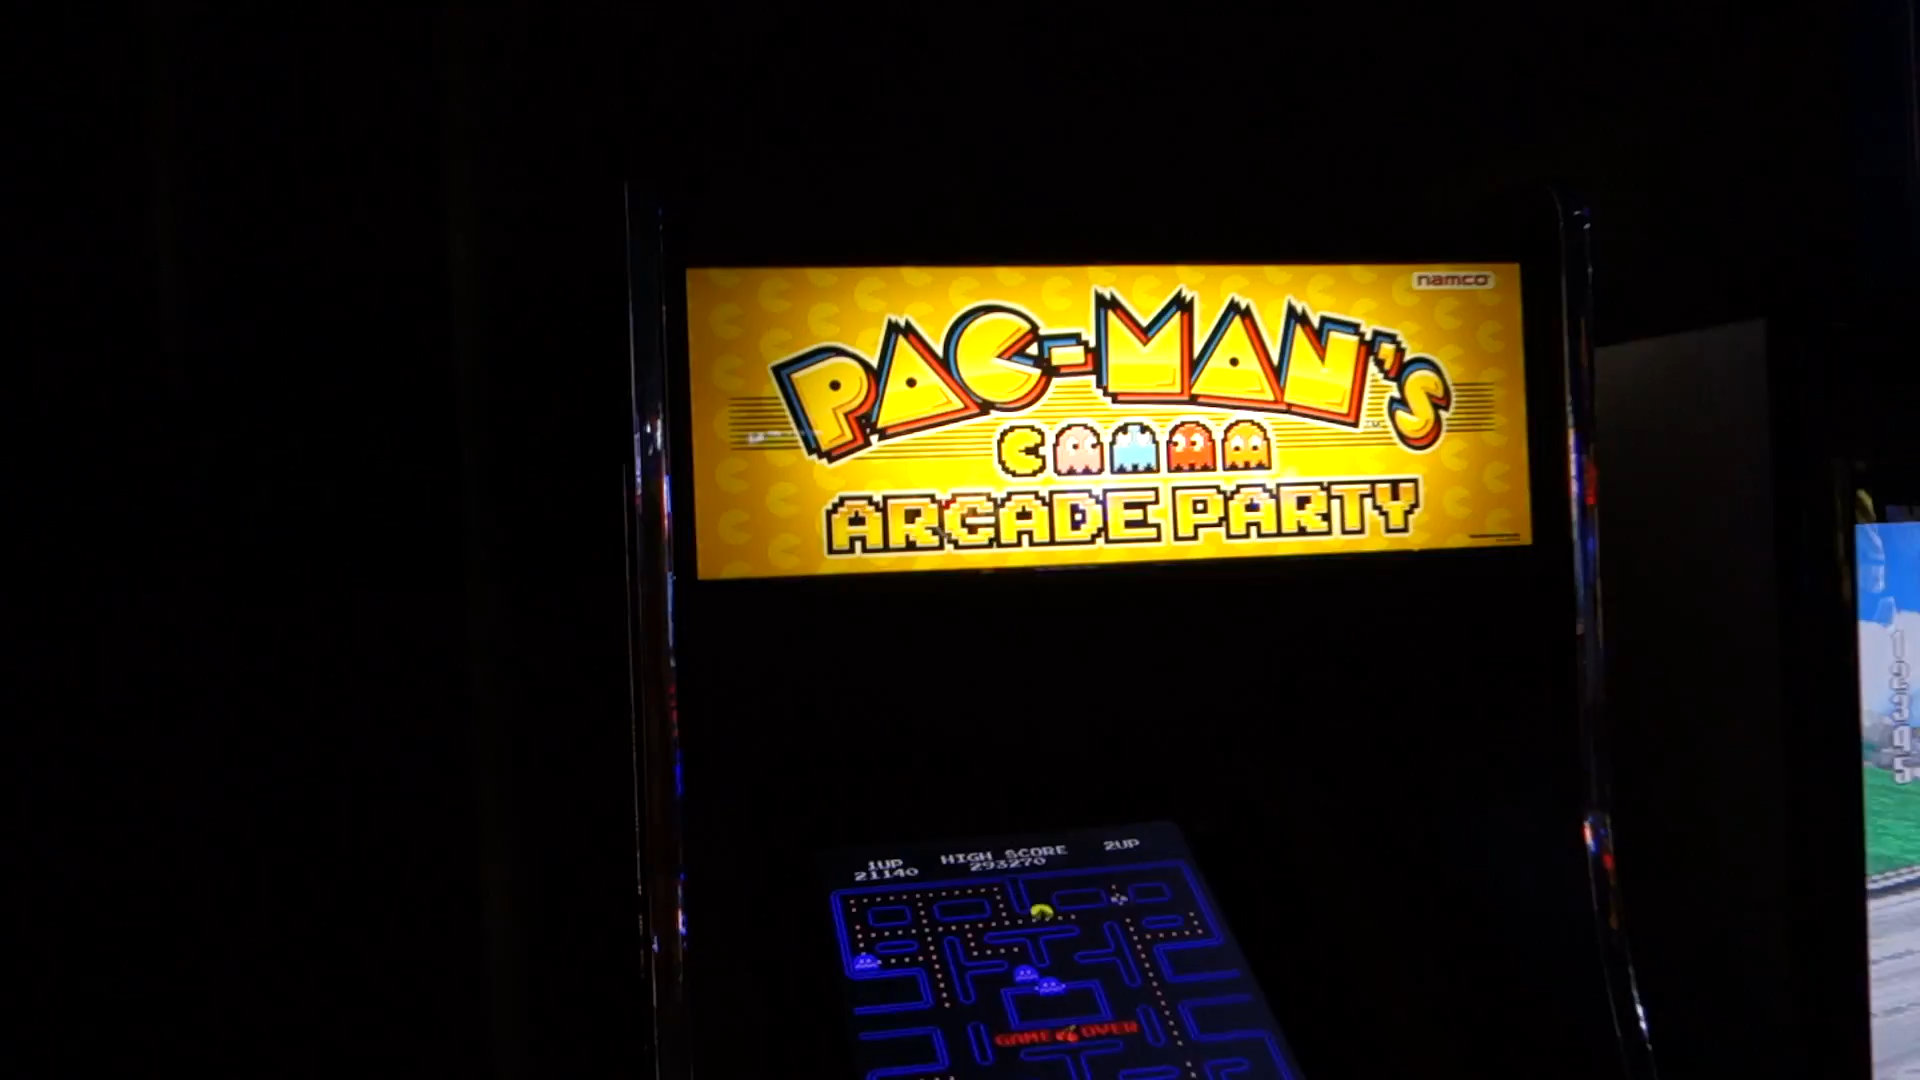 namco
PAC-MAN'S
ARCADE PARTY
1UP HIGH SCORE 2UP
21140 293270
GAME OVER